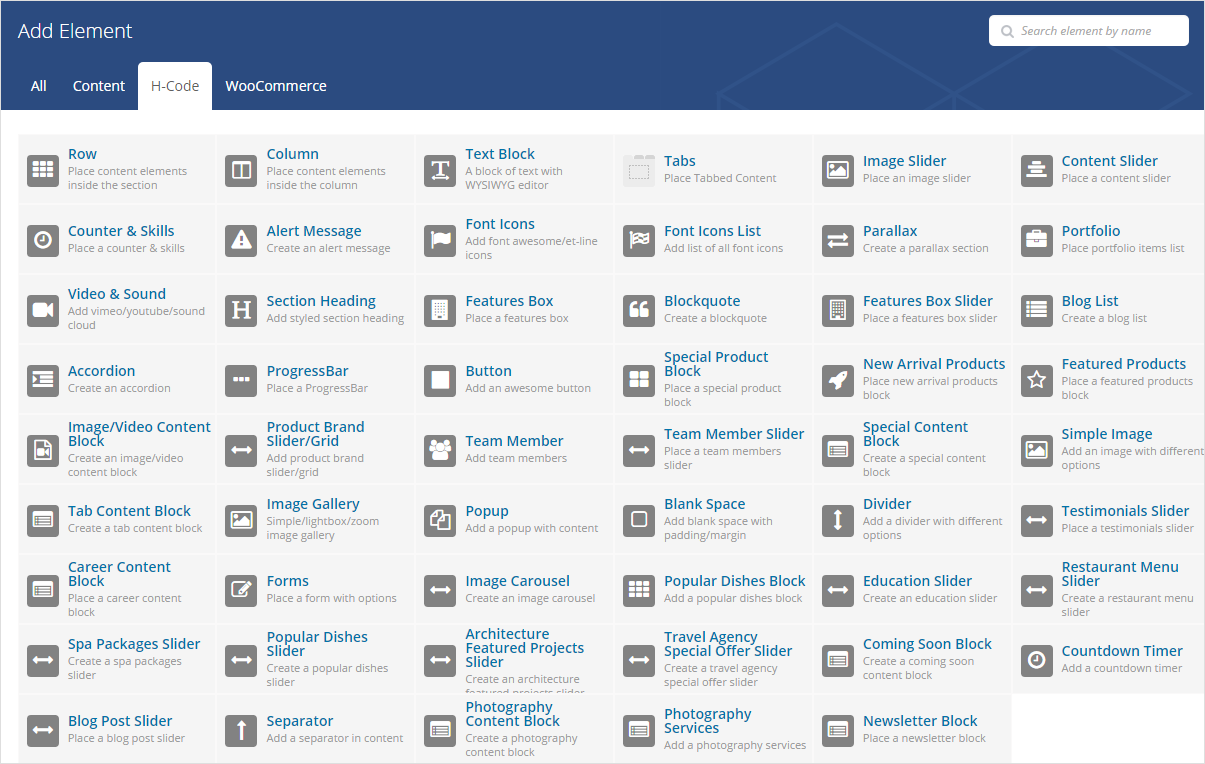 Add Element
Search element by name
All
Content
H-Code
WooCommerce
Row
Place content elements
inside the section
Column
Place content elements
inside the column
Text Block
A block of text with
WYSIWYG editor
Tabs
Place Tabbed Content
Image Slider
Place an image slider
Content Slider
Place a content slider
Counter & Skills
Place a counter & skills
Alert Message
Create an alert message
Font Icons
Add font awesome/et-line
icons
Font Icons List
Add list of all font icons
Parallax
Create a parallax section
Portfolio
Place portfolio items list
Video & Sound
Add vimeo/youtube/sound
cloud
Section Heading
Add styled section heading
Features Box
Place a features box
Blockquote
Create a blockquote
Features Box Slider
Place a features box slider
Blog List
Create a blog list
Accordion
Create an accordion
ProgressBar
Place a ProgressBar
Button
Add an awesome button
Special Product
Block
Place a special product
block
New Arrival Products
Place new arrival products
block
Featured Products
Place a featured products
block
Image/Video Content
Block
Create an image/video
content block
Product Brand
Slider/Grid
Add product brand
slider/grid
Team Member
Add team members
Team Member Slider
Place a team members
slider
Special Content
Block
Create a special content
block
Simple Image
Add an image with different
options
Tab Content Block
Create a tab content block
Image Gallery
Simple/lightbox/zoom
image gallery
Popup
Add a popup with content
Blank Space
Add blank space with
padding/margin
Divider
Add a divider with different
options
Testimonials Slider
Place a testimonials slider
Career Content
Block
Place a career content
block
Forms
Place a form with options
Image Carousel
Create an image carousel
Popular Dishes Block
Add a popular dishes block
Education Slider
Create an education slider
Restaurant Menu
Slider
Create a restaurant menu
slider
Spa Packages Slider
Create a spa packages
slider
Popular Dishes
Slider
Create a popular dishes
slider
Architecture
Featured Projects
Slider
Create an architecture
featured projects slider
Travel Agency
Special Offer Slider
Create a travel agency
special offer slider
Coming Soon Block
Create a coming soon
content block
Countdown Timer
Add a countdown timer
Blog Post Slider
Place a blog post slider
Separator
Add a separator in content
Photography
Content Block
Create a photography
content block
Photography
Services
Add a photography services
Newsletter Block
Place a newsletter block